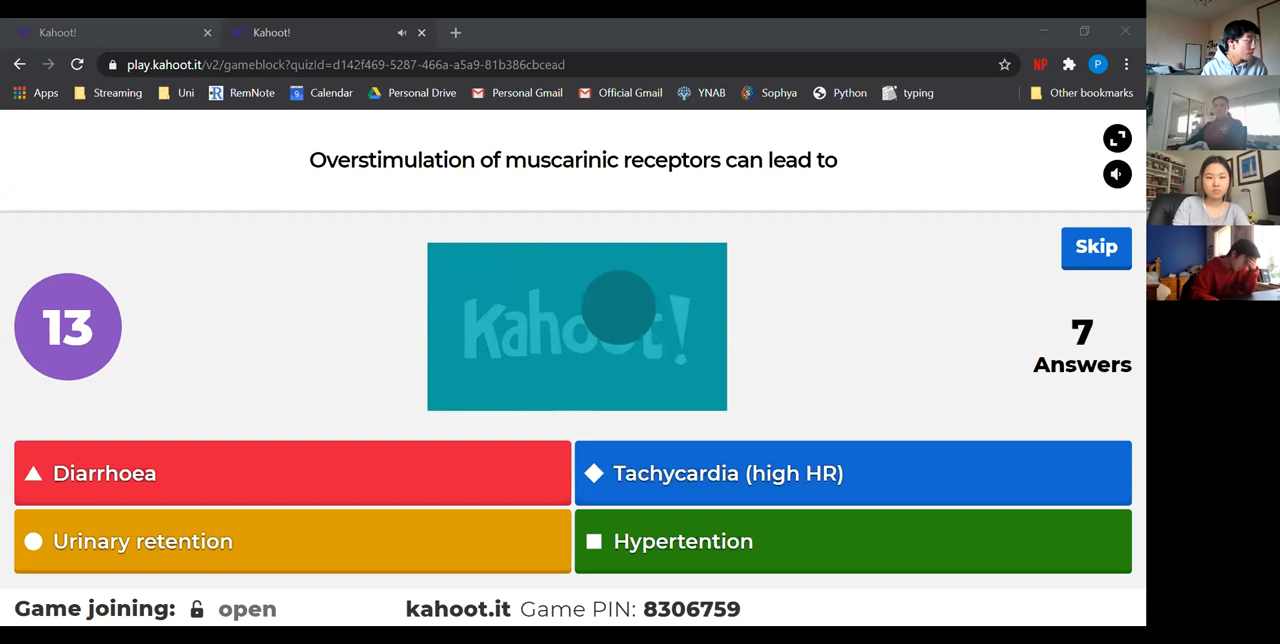 Kahoot!
Kahoot!
play.kahoot.it/v2/gameblock?quizId=d142f469-5287-466a-a5a9-81b386cbcead
NP P
Apps Streaming Uni RemNote 9 Calendar Personal Drive Personal Gmail Official Gmail YNAB Sophya Python typing Other bookmarks
Overstimulation of muscarinic receptors can lead to
Skip
13
Kahoot!
7
Answers
Diarrhoea
Tachycardia (high HR)
Urinary retention
Hypertention
Game joining: open kahoot.it Game PIN: 8306759